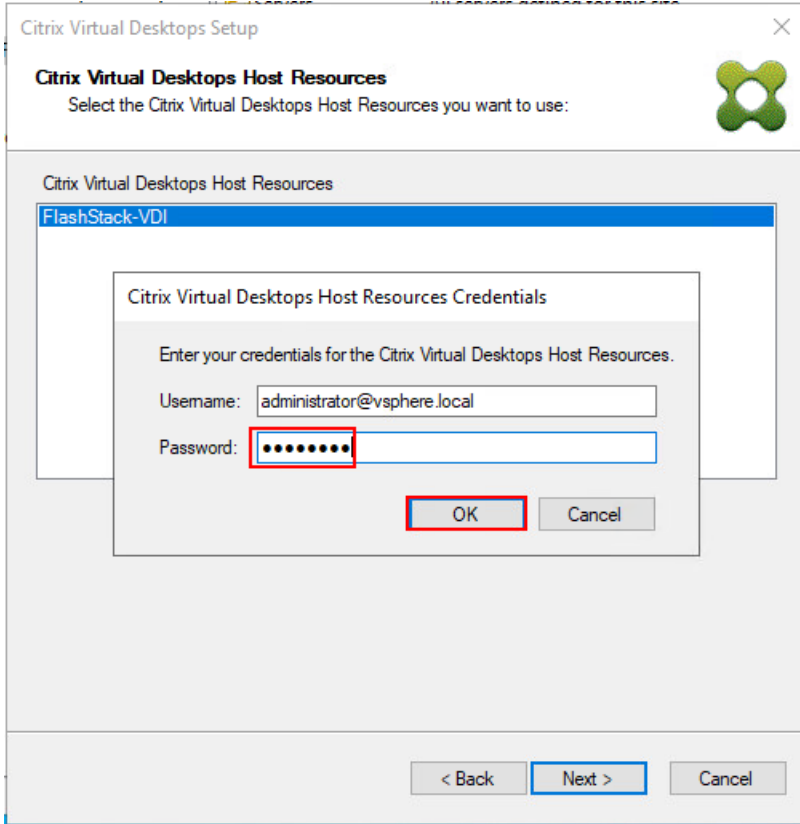 Citrix Virtual Desktops Setup
Citrix Virtual Desktops Host Resources
Select the Citrix Virtual Desktops Host Resources you want to use:
Citrix Virtual Desktops Host Resources
FlashStack-VDI
Citrix Virtual Desktops Host Resources Credentials
Enter your credentials for the Citrix Virtual Desktops Host Resources.
Username: administrator@vsphere.local
Password: ••••••••
OK Cancel
< Back Next > Cancel